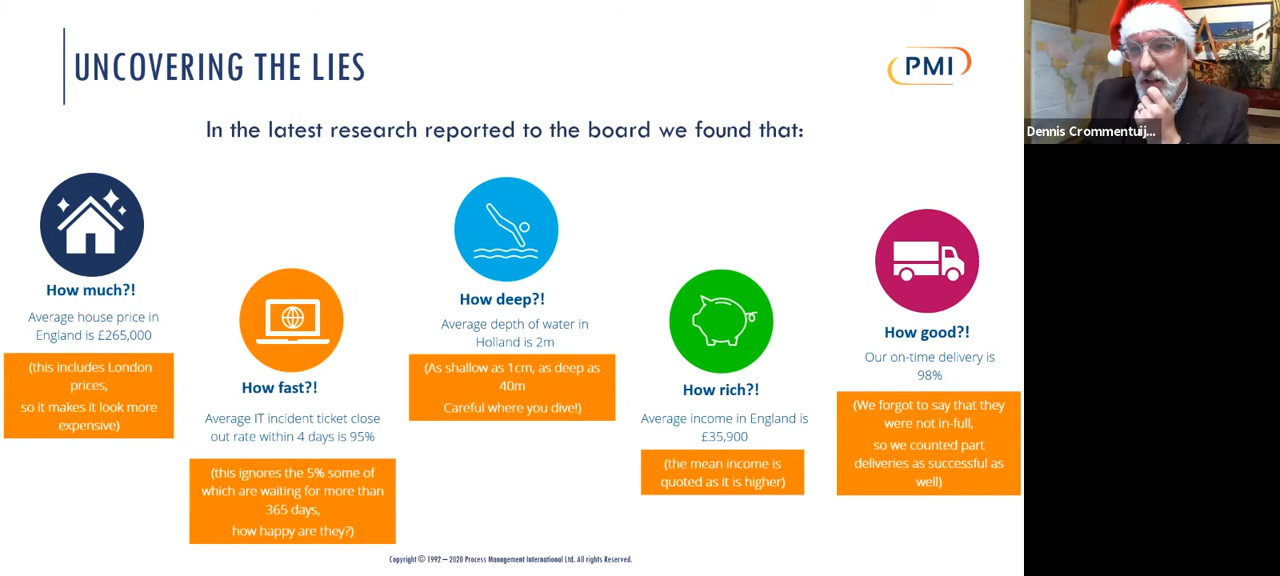 UNCOVERING THE LIES
PMI
In the latest research reported to the board we found that:
How much?!
Average house price in
England is £265,000
(this includes London
prices,
so it makes it look more
expensive)
How fast?!
Average IT incident ticket close
out rate within 4 days is 95%
(this ignores the 5% some of
which are waiting for more than
365 days,
how happy are they?)
How deep?!
Average depth of water in
Holland is 2m
(As shallow as 1cm, as deep as
40m
Careful where you dive!)
How rich?!
Average income in England is
£35,900
(the mean income is
quoted as it is higher)
How good?!
Our on-time delivery is
98%
(We forgot to say that they
were not in-full,
so we counted part
deliveries as successful as
well)
Copyright © 1992 – 2020 Process Management International Ltd. All rights Reserved.
Dennis Crommentuij...